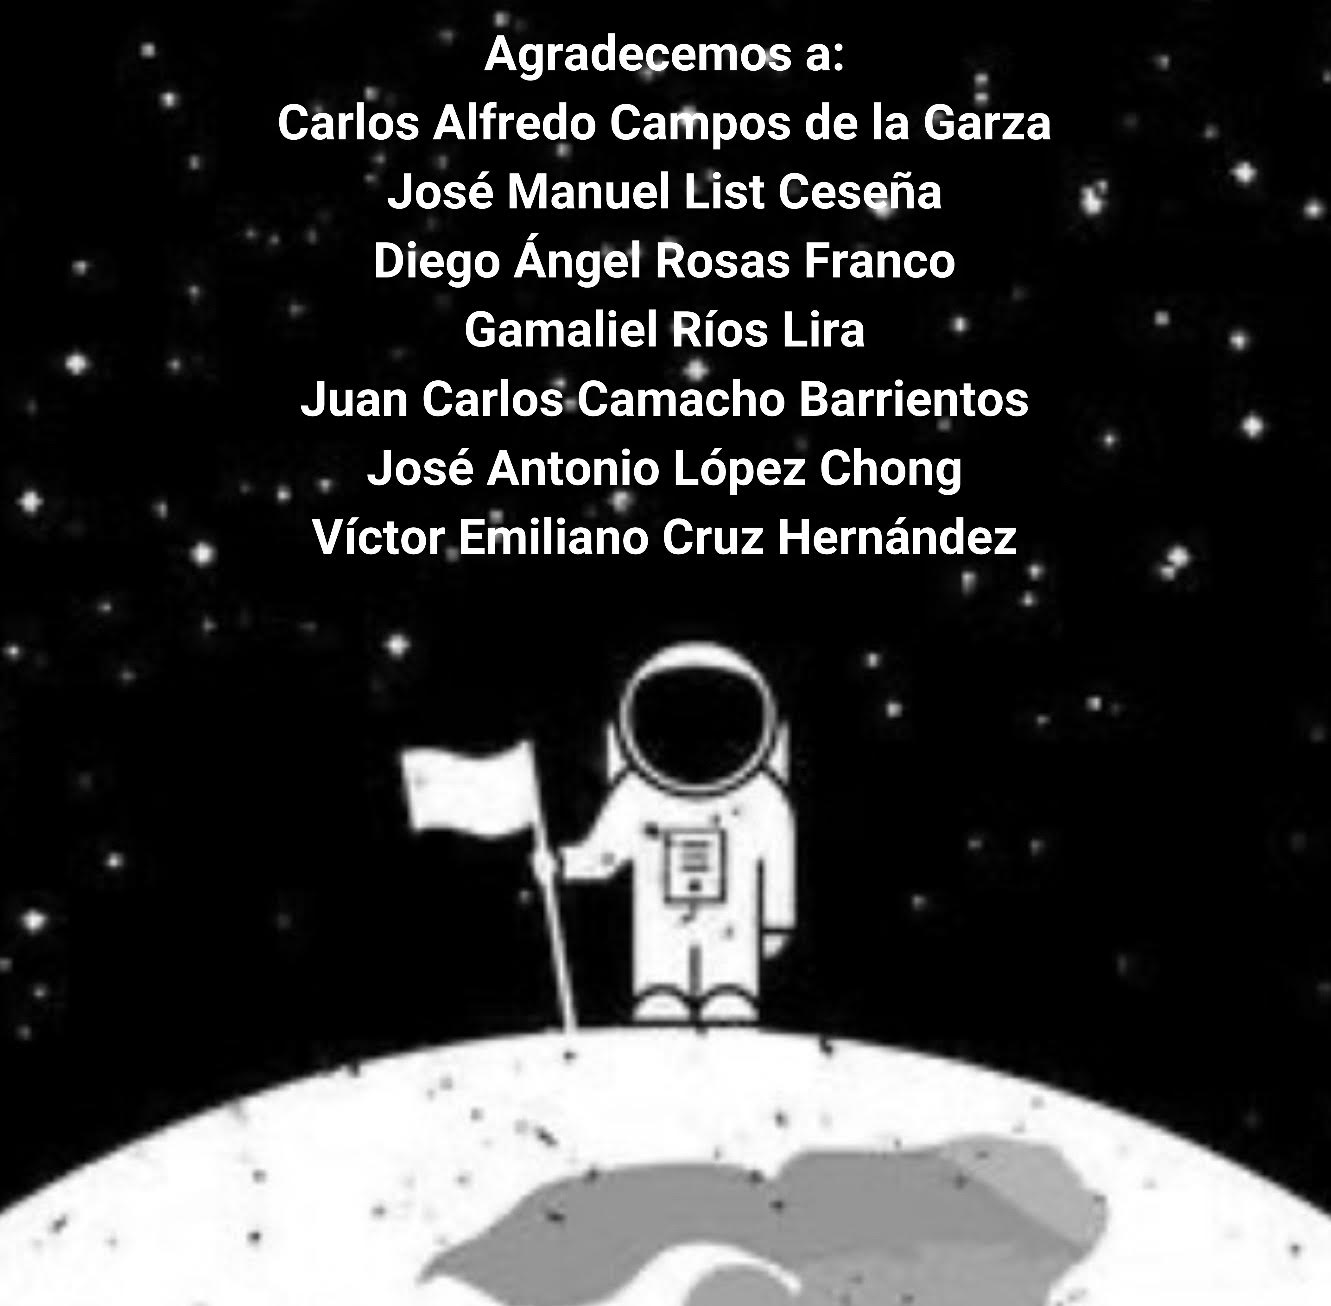 Agradecemos a:
Carlos Alfredo Campos de la Garza
José Manuel List Ceseña
Diego Ángel Rosas Franco
Gamaliel Ríos Lira
Juan Carlos Camacho Barrientos
José Antonio López Chong
Víctor Emiliano Cruz Hernández